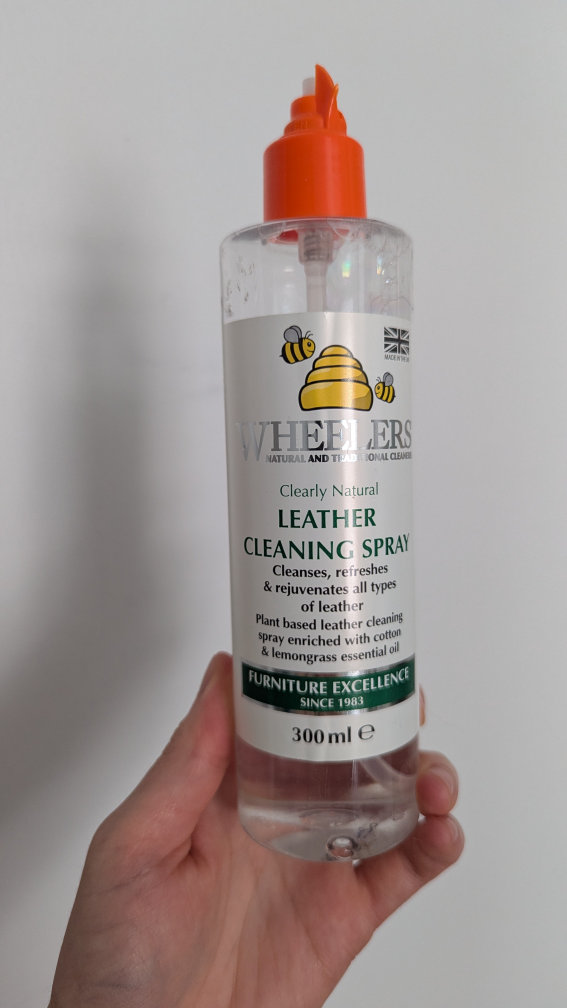 MADE IN THE UK
WHEELERS
NATURAL AND TRADITIONAL CLEANERS
Clearly Natural
LEATHER
CLEANING SPRAY
Cleanses, refreshes
& rejuvenates all types
of leather
Plant based leather cleaning
spray enriched with cotton
& lemongrass essential oil
FURNITURE EXCELLENCE
SINCE 1983
300ml ℮